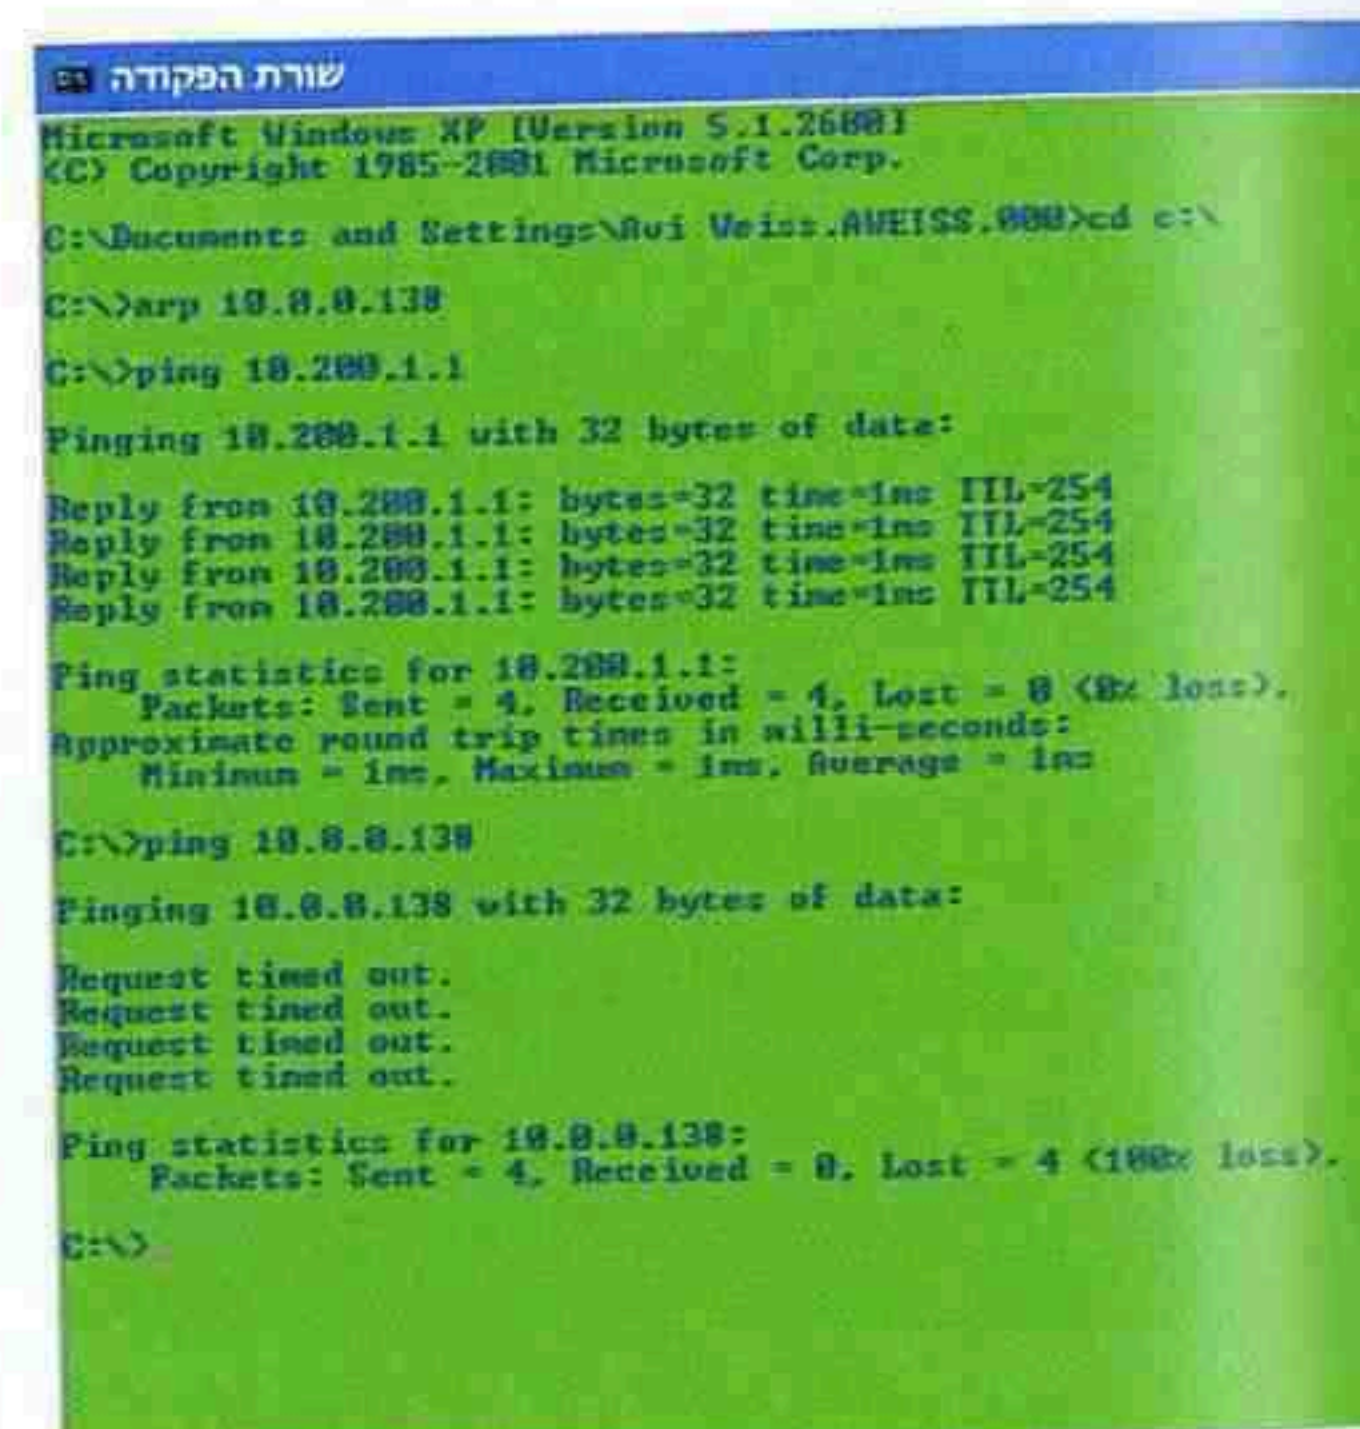 שורת הפקודה
Microsoft Windows XP [Version 5.1.2600]
(C) Copyright 1985-2001 Microsoft Corp.
C:\Documents and Settings\Avi Weiss.AWEISS.000>cd c:\
C:\>arp 10.0.0.138
C:\>ping 10.200.1.1
Pinging 10.200.1.1 with 32 bytes of data:
Reply from 10.200.1.1: bytes=32 time=1ms TTL=254
Reply from 10.200.1.1: bytes=32 time=1ms TTL=254
Reply from 10.200.1.1: bytes=32 time=1ms TTL=254
Reply from 10.200.1.1: bytes=32 time=1ms TTL=254
Ping statistics for 10.200.1.1:
Packets: Sent = 4, Received = 4, Lost = 0 (0% loss),
Approximate round trip times in milli-seconds:
Minimum = 1ms, Maximum = 1ms, Average = 1ms
C:\>ping 10.0.0.138
Pinging 10.0.0.138 with 32 bytes of data:
Request timed out.
Request timed out.
Request timed out.
Request timed out.
Ping statistics for 10.0.0.138:
Packets: Sent = 4, Received = 0, Lost = 4 (100% loss),
C:\>_